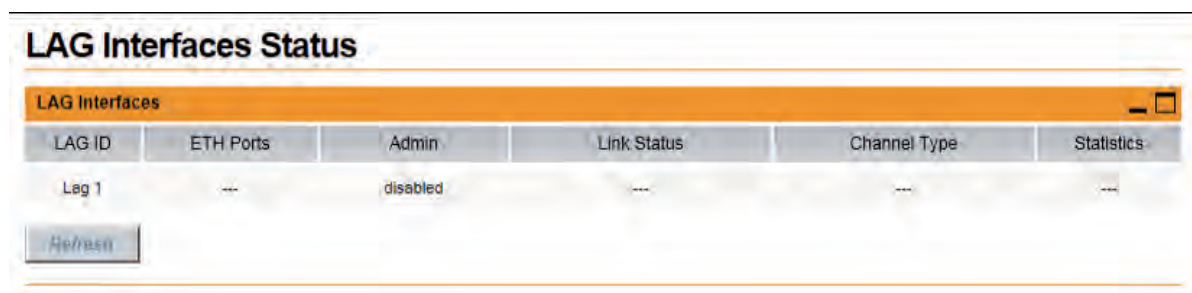 LAG Interfaces Status
LAG Interfaces
LAG ID ETH Ports Admin Link Status Channel Type Statistics
Lag 1 --- disabled --- --- ---
Refresh